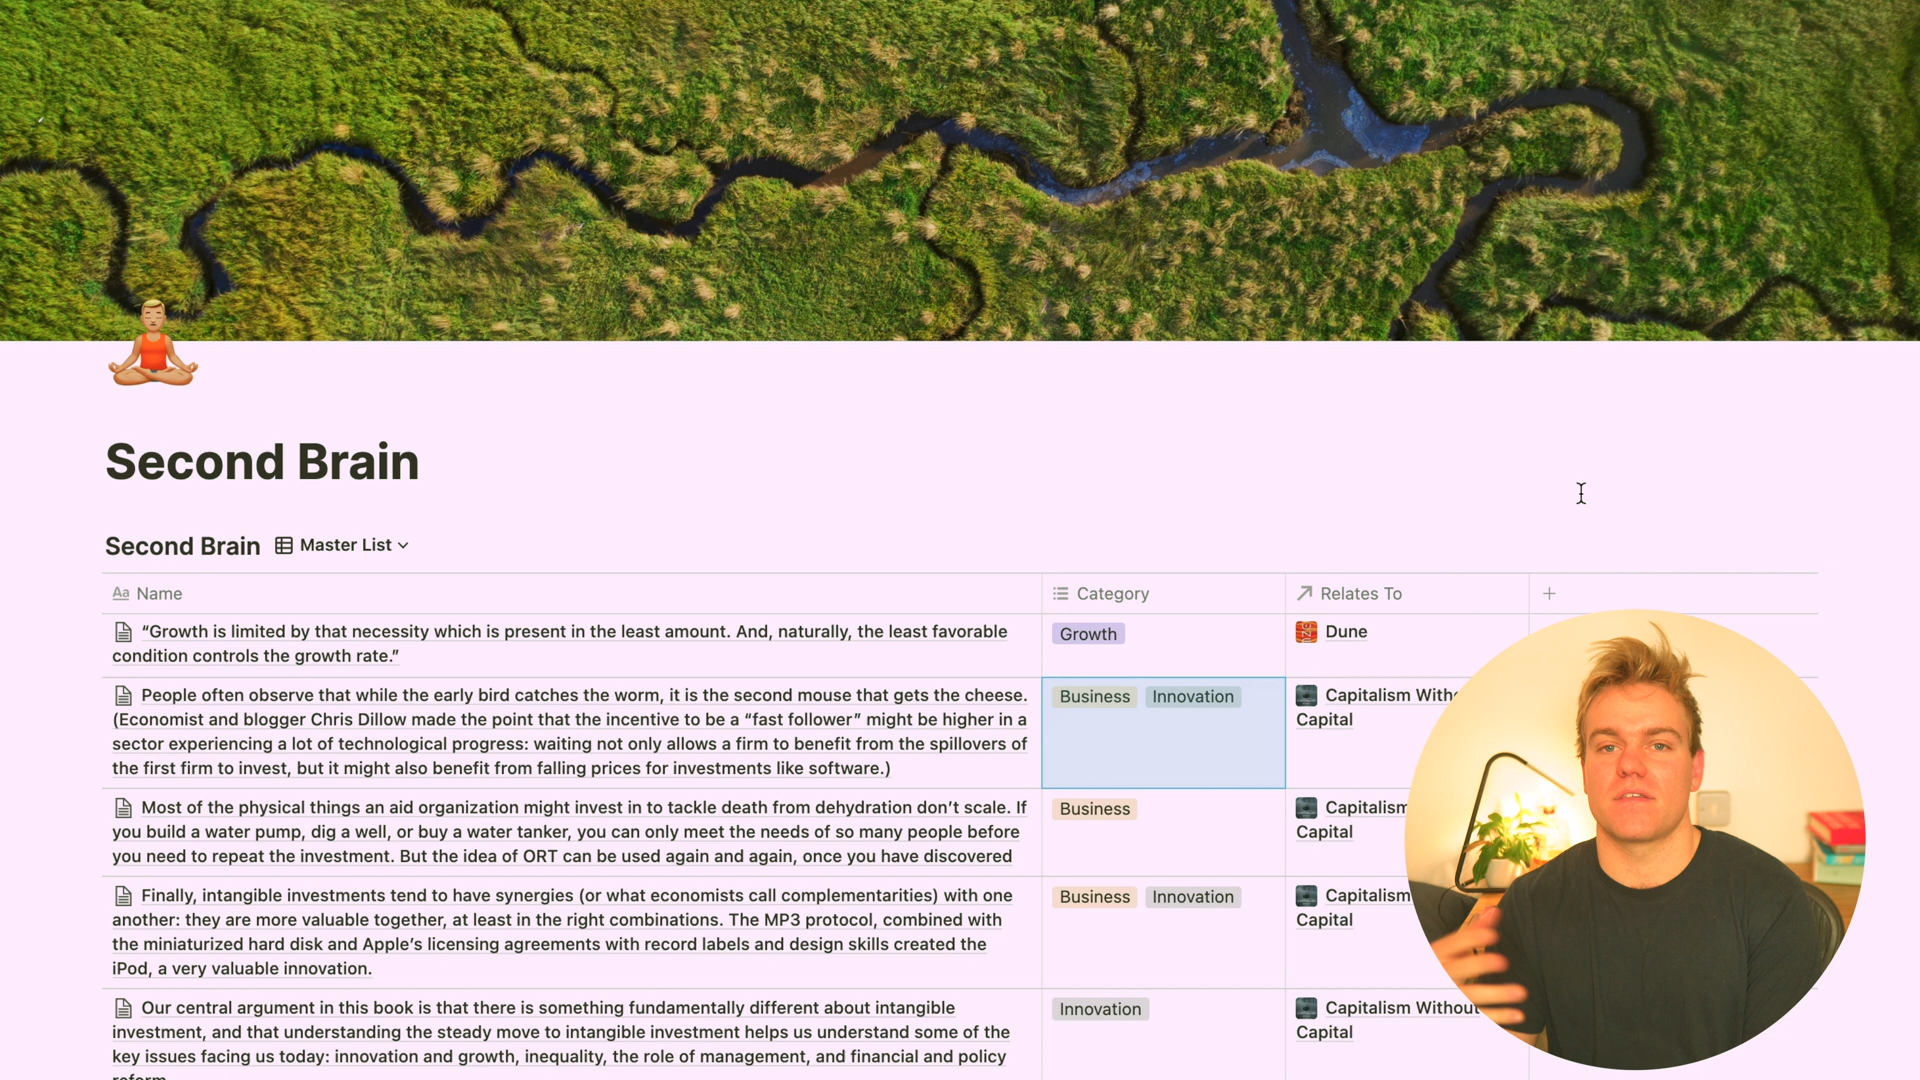 Second Brain
Second Brain Master List
Aa Name Category Relates To
“Growth is limited by that necessity which is present in the least amount. And, naturally, the least favorable
condition controls the growth rate.”
Growth
Dune
People often observe that while the early bird catches the worm, it is the second mouse that gets the cheese.
(Economist and blogger Chris Dillow made the point that the incentive to be a “fast follower” might be higher in a
sector experiencing a lot of technological progress: waiting not only allows a firm to benefit from the spillovers of
the first firm to invest, but it might also benefit from falling prices for investments like software.)
Business Innovation
Capitalism
Capital
Most of the physical things an aid organization might invest in to tackle death from dehydration don’t scale. If
you build a water pump, dig a well, or buy a water tanker, you can only meet the needs of so many people before
you need to repeat the investment. But the idea of ORT can be used again and again, once you have discovered
Business
Capitalism
Capital
Finally, intangible investments tend to have synergies (or what economists call complementarities) with one
another: they are more valuable together, at least in the right combinations. The MP3 protocol, combined with
the miniaturized hard disk and Apple’s licensing agreements with record labels and design skills created the
iPod, a very valuable innovation.
Business Innovation
Capitalism
Capital
Our central argument in this book is that there is something fundamentally different about intangible
investment, and that understanding the steady move to intangible investment helps us understand some of the
key issues facing us today: innovation and growth, inequality, the role of management, and financial and policy
Innovation
Capitalism Without
Capital